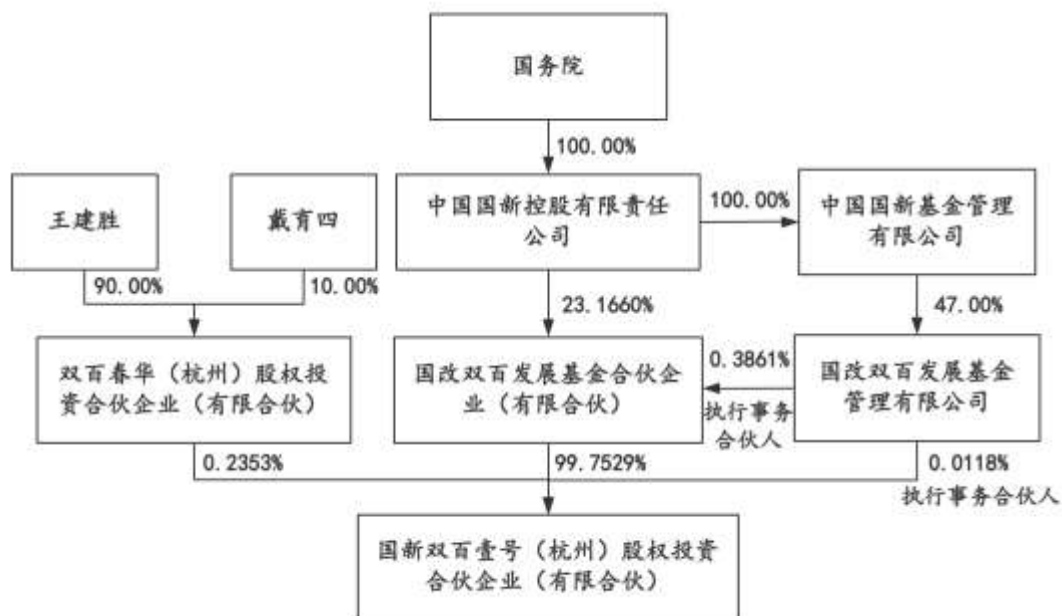 国务院
100.00%
王建胜
戴育四
中国国新控股有限责任
公司
100.00%
中国国新基金管理
有限公司
90.00%
10.00%
23.1660%
47.00%
双百春华（杭州）股权投
资合伙企业（有限合伙）
国改双百发展基金合伙企
业（有限合伙）
0.3861%
执行事务
合伙人
国改双百发展基金
管理有限公司
0.2353%
99.7529%
0.0118%
执行事务合伙人
国新双百壹号（杭州）股权投资
合伙企业（有限合伙）